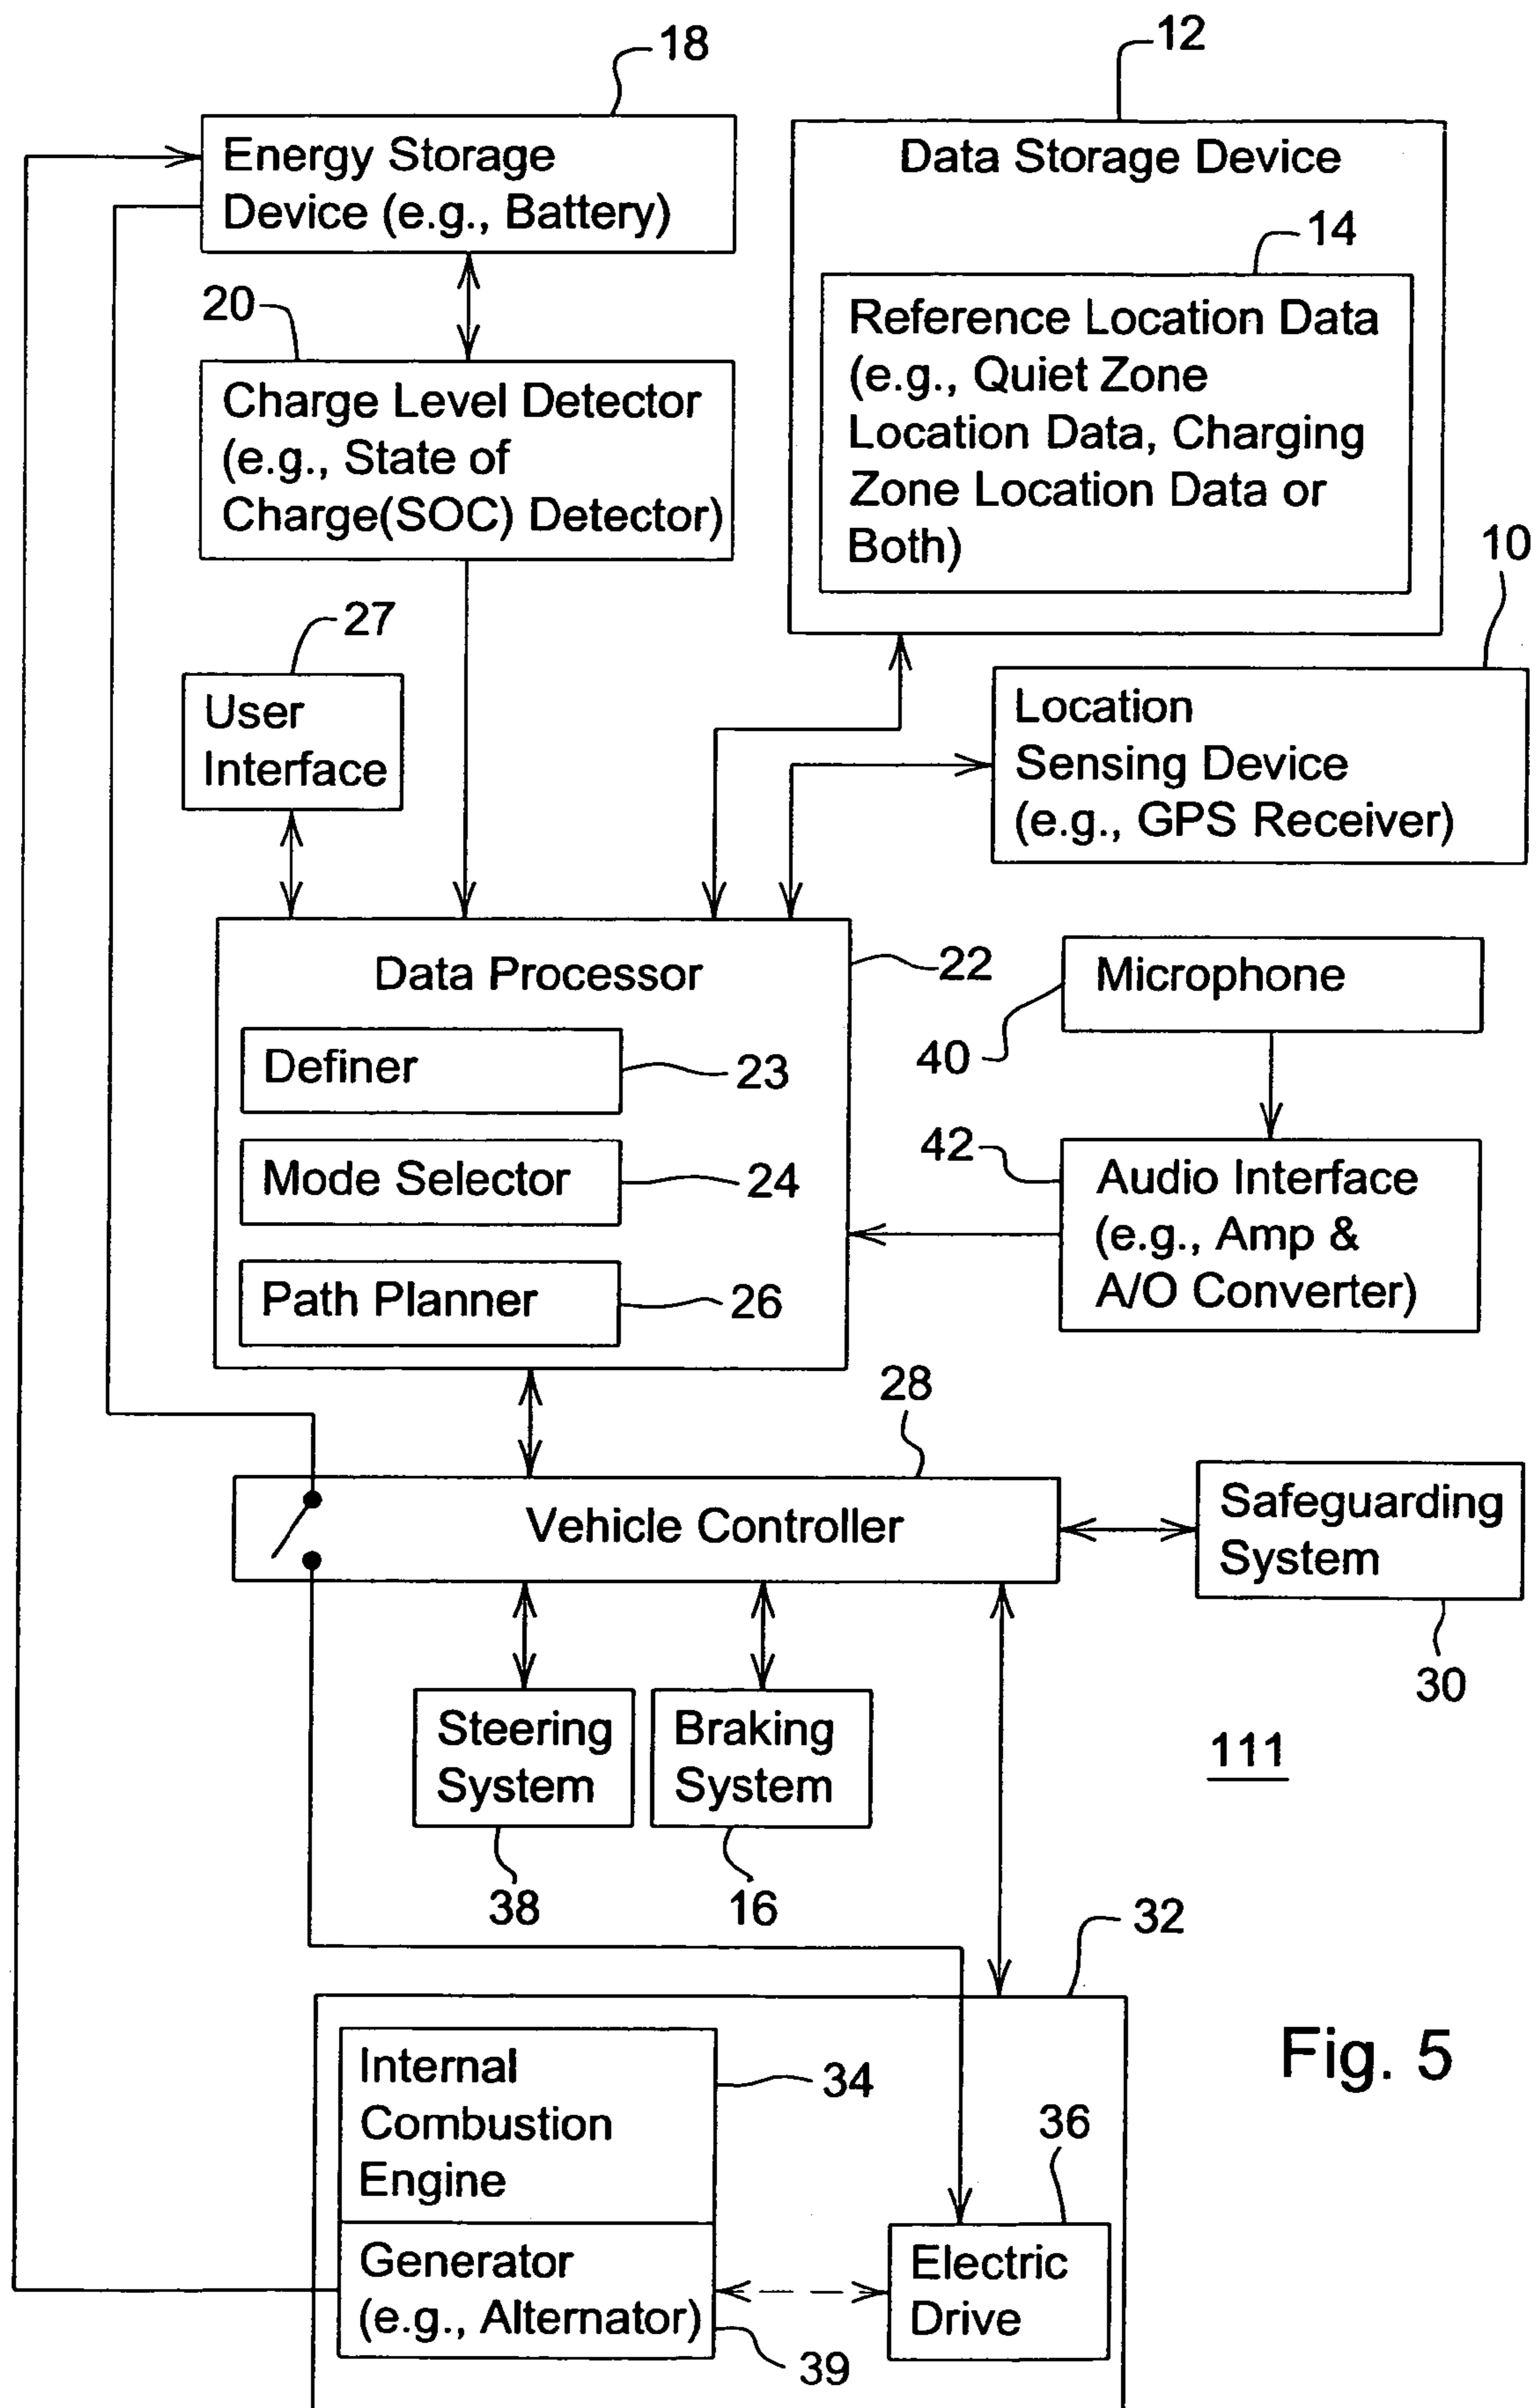 18
12
Energy Storage
Device (e.g., Battery)
Data Storage Device
14
20
Reference Location Data
(e.g., Quiet Zone
Location Data, Charging
Zone Location Data or
Both)
Charge Level Detector
(e.g., State of
Charge(SOC) Detector)
10
27
User
Interface
Location
Sensing Device
(e.g., GPS Receiver)
Data Processor
22
Microphone
40
Definer
23
42
Mode Selector
24
Audio Interface
(e.g., Amp &
A/O Converter)
Path Planner
26
28
Vehicle Controller
Safeguarding
System
30
Steering
System
Braking
System
111
38
16
32
Internal
Combustion
Engine
34
Fig. 5
36
Generator
(e.g., Alternator)
Electric
Drive
39